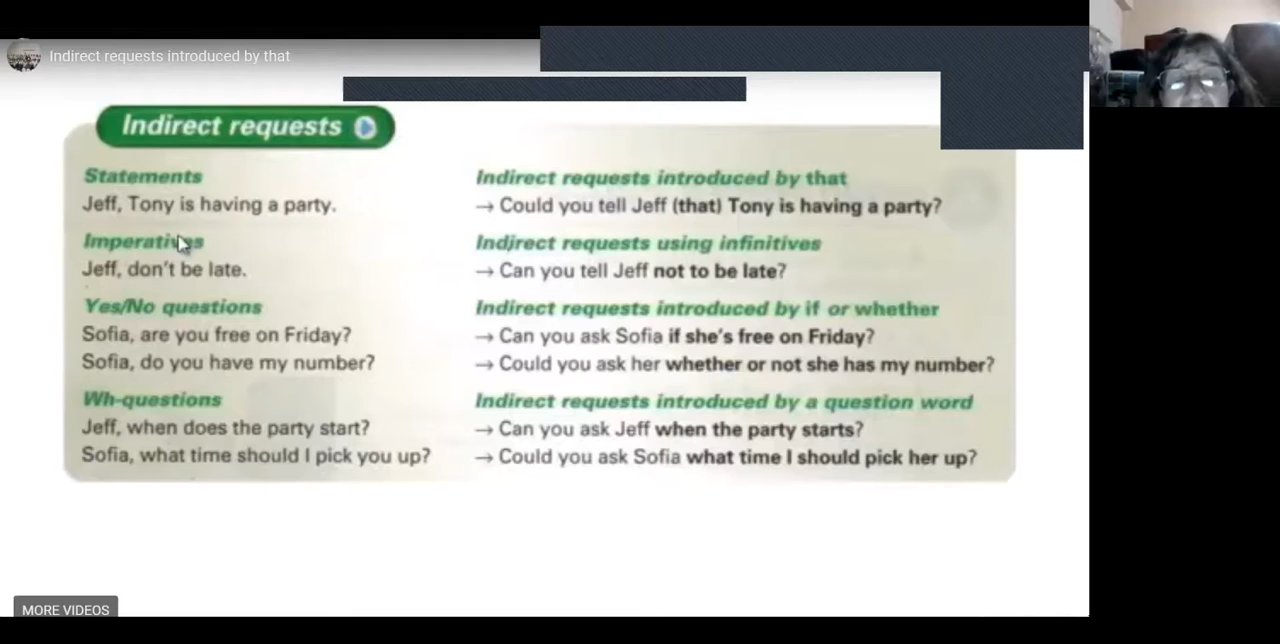 Indirect requests introduced by that
Indirect requests
Statements
Jeff, Tony is having a party.
Indirect requests introduced by that
→ Could you tell Jeff (that) Tony is having a party?
Imperatives
Jeff, don't be late.
Indirect requests using infinitives
→ Can you tell Jeff not to be late?
Yes/No questions
Sofia, are you free on Friday?
Sofia, do you have my number?
Indirect requests introduced by if or whether
→ Can you ask Sofia if she's free on Friday?
→ Could you ask her whether or not she has my number?
Wh-questions
Jeff, when does the party start?
Sofia, what time should I pick you up?
Indirect requests introduced by a question word
→ Can you ask Jeff when the party starts?
→ Could you ask Sofia what time I should pick her up?
MORE VIDEOS